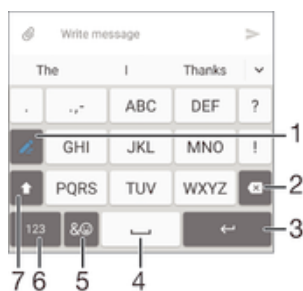 Write message
The I Thanks
. .,- ABC DEF ?
GHI JKL MNO ! 1
PQRS TUV WXYZ 2
123 & 3
7 6 5 4